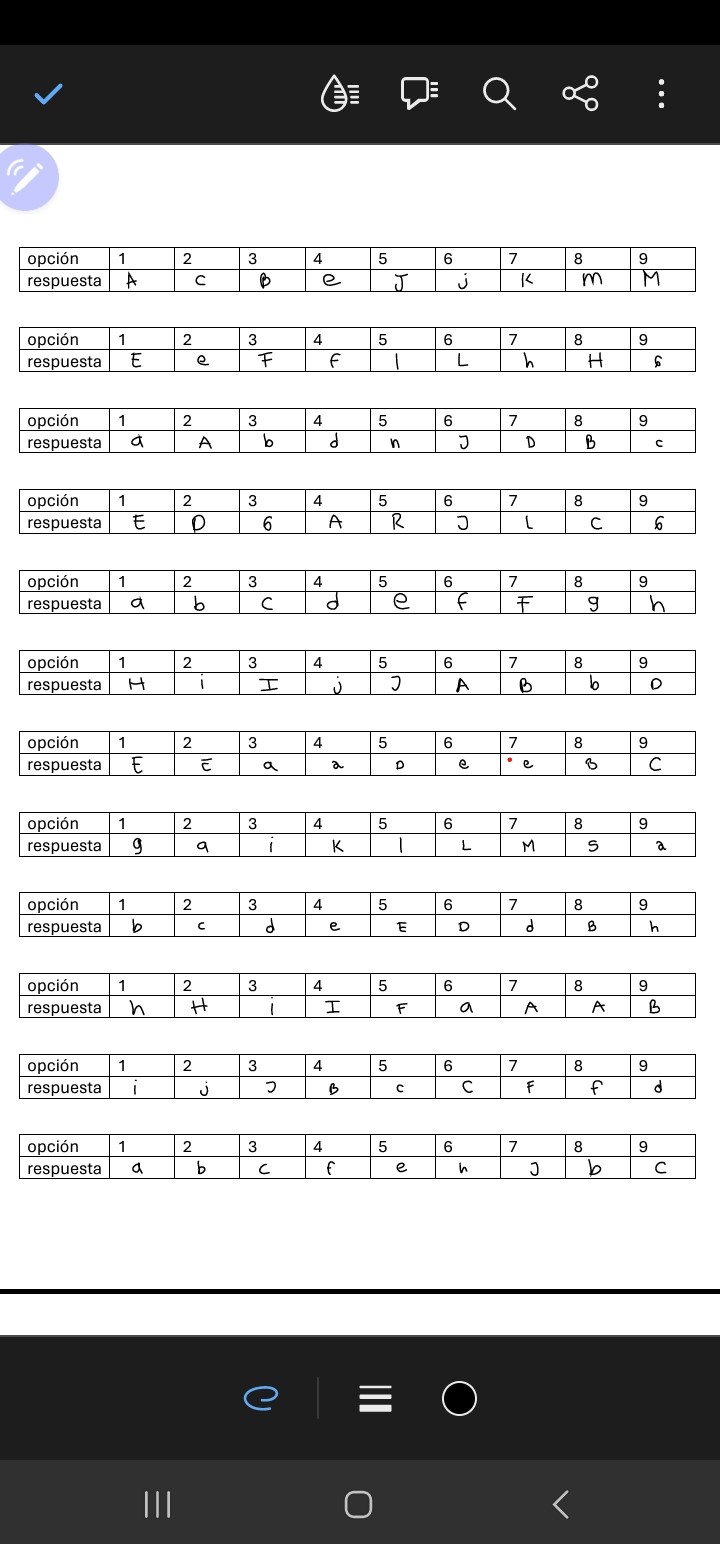 opción 1 2 3 4 5 6 7 8 9
respuesta A c B e J j K m M
opción 1 2 3 4 5 6 7 8 9
respuesta E e F f l L h H G
opción 1 2 3 4 5 6 7 8 9
respuesta a A b d n J D B c
opción 1 2 3 4 5 6 7 8 9
respuesta E D G A R J L C G
opción 1 2 3 4 5 6 7 8 9
respuesta a b c d e f F g h
opción 1 2 3 4 5 6 7 8 9
respuesta H i I j J A B b D
opción 1 2 3 4 5 6 7 8 9
respuesta E E a a D e e B C
opción 1 2 3 4 5 6 7 8 9
respuesta g a i K l L M S a
opción 1 2 3 4 5 6 7 8 9
respuesta b c d e E D d B h
opción 1 2 3 4 5 6 7 8 9
respuesta h H i I F a A A B
opción 1 2 3 4 5 6 7 8 9
respuesta i j J B c C F f d
opción 1 2 3 4 5 6 7 8 9
respuesta a b c f e h J b C